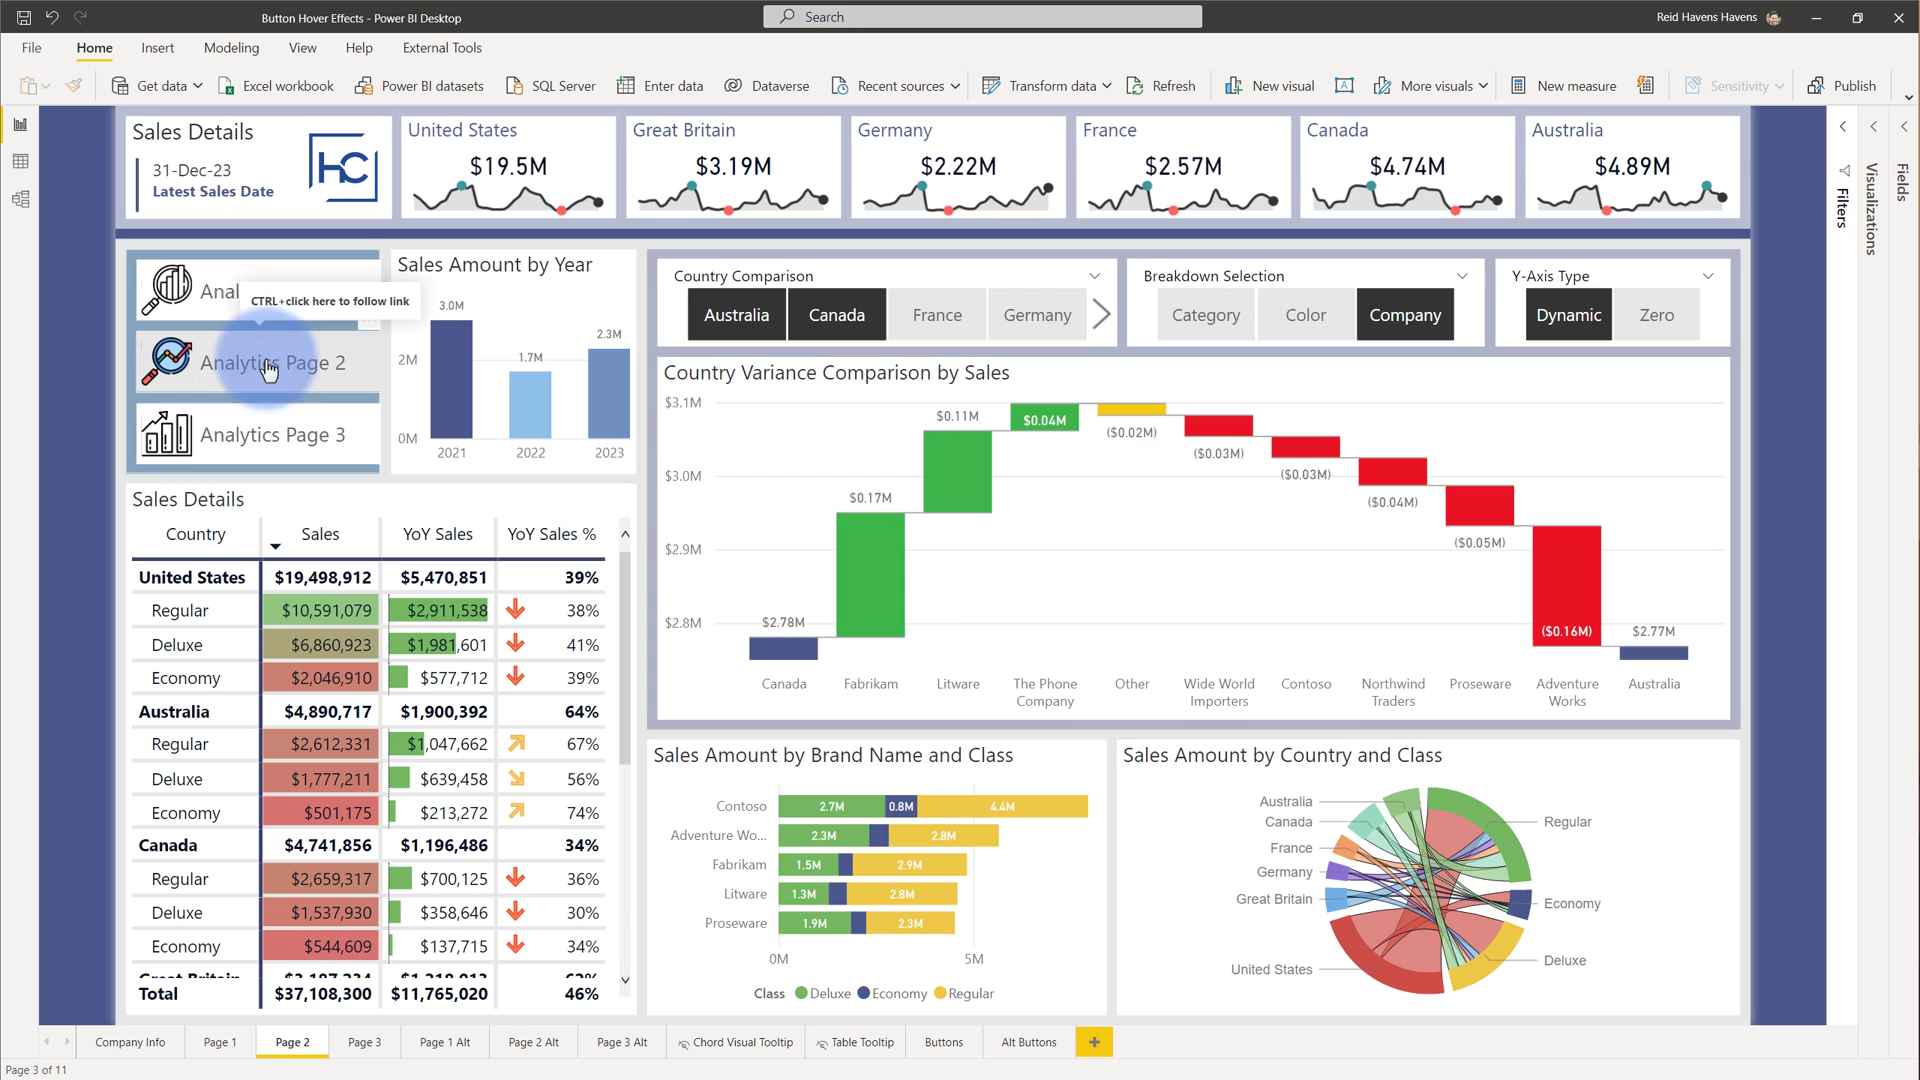 Button Hover Effects - Power BI Desktop
Search
Reid Havens Havens
File Home Insert Modeling View Help External Tools
Get data Excel workbook Power BI datasets SQL Server Enter data Dataverse Recent sources Transform data Refresh New visual More visuals New measure Sensitivity Publish
Sales Details
31-Dec-23
Latest Sales Date
HC
United States
$19.5M
Great Britain
$3.19M
Germany
$2.22M
France
$2.57M
Canada
$4.74M
Australia
$4.89M
Filters
Visualizations
Fields
Anal
CTRL+click here to follow link
Analytics Page 2
Analytics Page 3
Sales Amount by Year
3.0M
2.3M
1.7M
2M
0M
2021 2022 2023
Country Comparison
Australia Canada France Germany
Breakdown Selection
Category Color Company
Y-Axis Type
Dynamic Zero
Country Variance Comparison by Sales
$3.1M
$3.0M
$2.9M
$2.8M
$2.78M
$0.17M
$0.11M
$0.04M
($0.02M)
($0.03M)
($0.03M)
($0.04M)
($0.05M)
($0.16M)
$2.77M
Canada
Fabrikam
Litware
The Phone
Company
Other
Wide World
Importers
Contoso
Northwind
Traders
Proseware
Adventure
Works
Australia
Sales Details
Country Sales YoY Sales YoY Sales %
United States $19,498,912 $5,470,851 39%
Regular $10,591,079 $2,911,538 38%
Deluxe $6,860,923 $1,981,601 41%
Economy $2,046,910 $577,712 39%
Australia $4,890,717 $1,900,392 64%
Regular $2,612,331 $1,047,662 67%
Deluxe $1,777,211 $639,458 56%
Economy $501,175 $213,272 74%
Canada $4,741,856 $1,196,486 34%
Regular $2,659,317 $700,125 36%
Deluxe $1,537,930 $358,646 30%
Economy $544,609 $137,715 34%
Great Britain
Total $37,108,300 $11,765,020 46%
Sales Amount by Brand Name and Class
Contoso 2.7M 0.8M 4.4M
Adventure Wo... 2.3M 2.8M
Fabrikam 1.5M 2.9M
Litware 1.3M 2.8M
Proseware 1.9M 2.3M
0M 5M
Class Deluxe Economy Regular
Sales Amount by Country and Class
Australia
Canada
France
Germany
Great Britain
United States
Regular
Economy
Deluxe
Company Info Page 1 Page 2 Page 3 Page 1 Alt Page 2 Alt Page 3 Alt Chord Visual Tooltip Table Tooltip Buttons Alt Buttons
Page 3 of 11